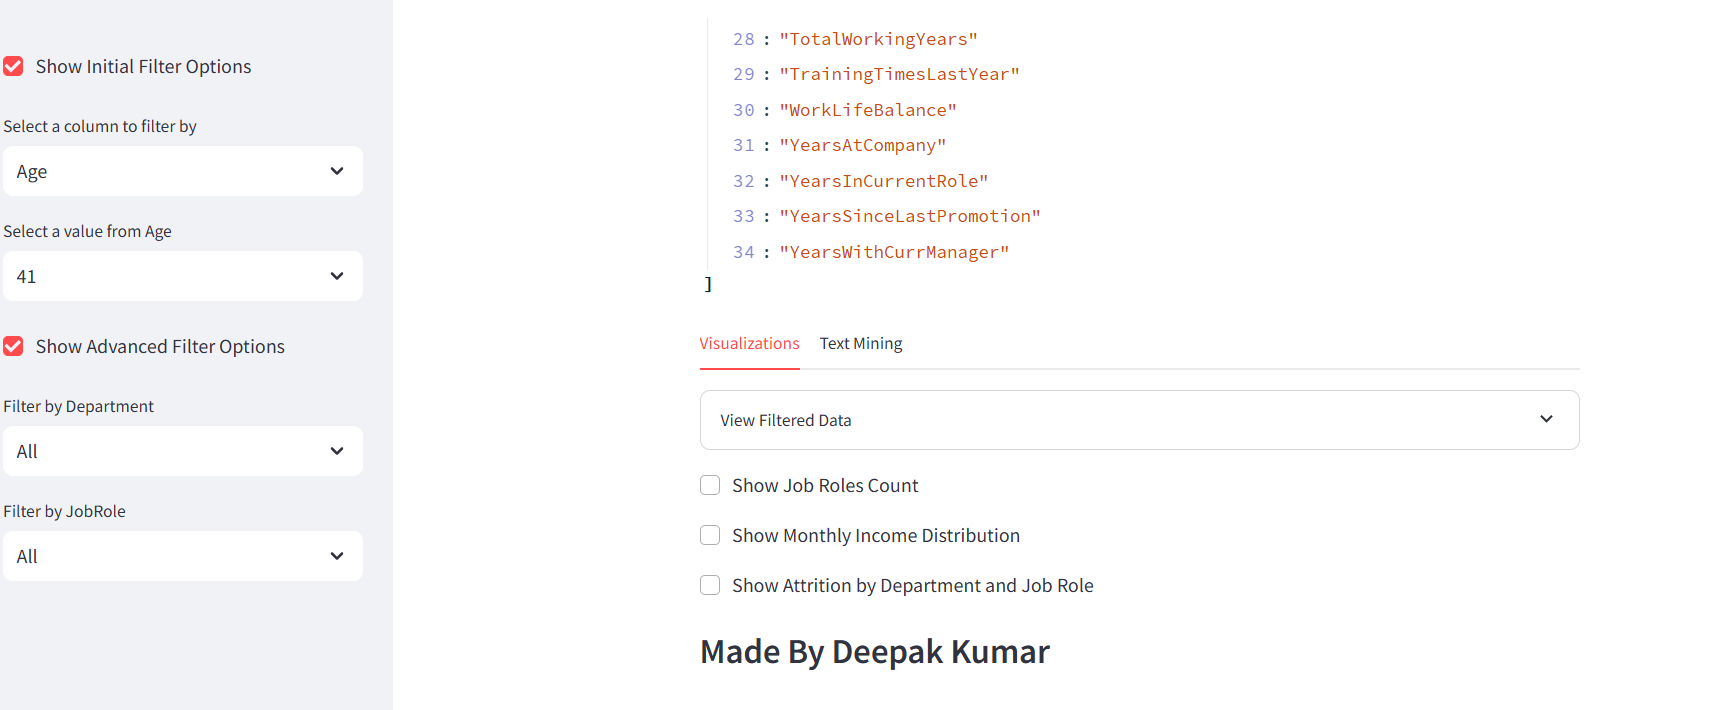 Show Initial Filter Options
Select a column to filter by
Age
Select a value from Age
41
Show Advanced Filter Options
Filter by Department
All
Filter by JobRole
All
28 : "TotalWorkingYears"
29 : "TrainingTimesLastYear"
30 : "WorkLifeBalance"
31 : "YearsAtCompany"
32 : "YearsInCurrentRole"
33 : "YearsSinceLastPromotion"
34 : "YearsWithCurrManager"
]
Visualizations Text Mining
View Filtered Data
Show Job Roles Count
Show Monthly Income Distribution
Show Attrition by Department and Job Role
Made By Deepak Kumar